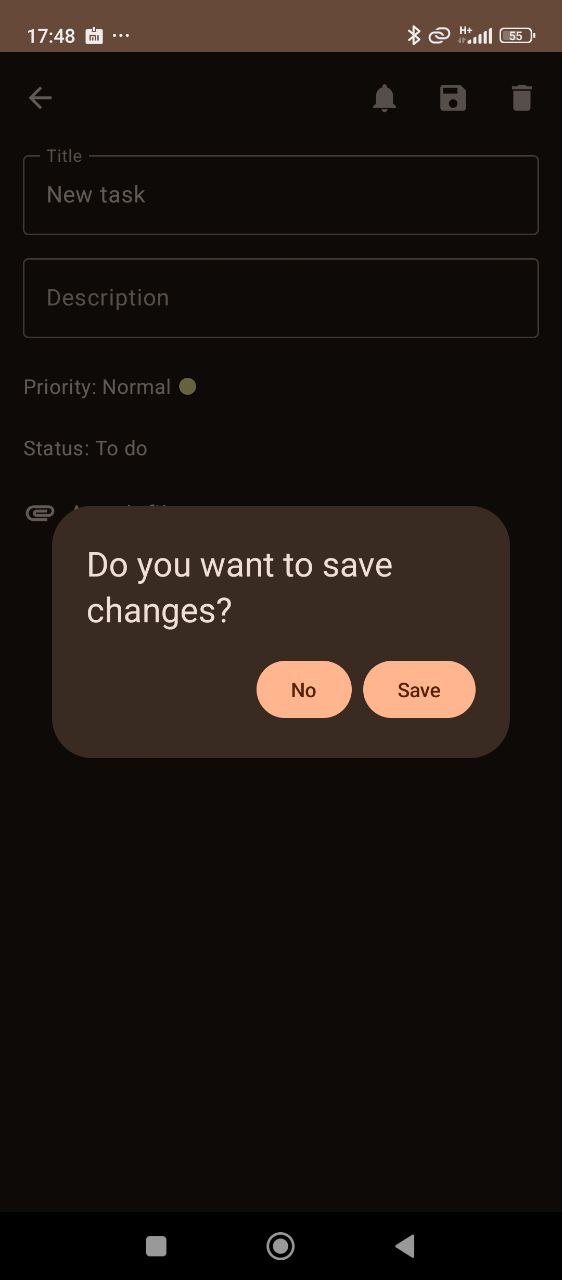 17:48 ... H+ 55
Title
New task
Description
Priority: Normal
Status: To do
Do you want to save
changes?
No Save